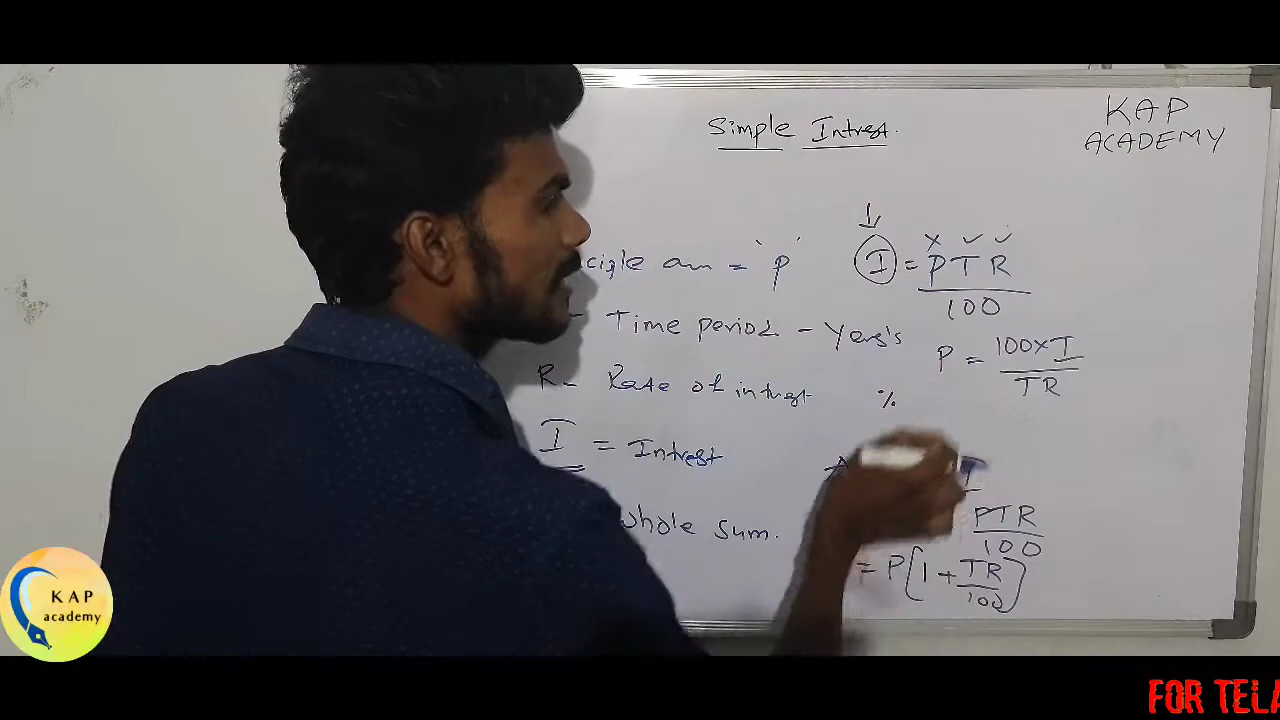 Simple Intrest.
KAP
ACADEMY
ciple am = 'P'
I = PTR
100
- Time period - Years's
P = 100xI
TR
R - Rate of intrest %
I = Intrest
whole sum.
PTR
100
= P(1 + TR
100)
KAP
academy
FOR TELA